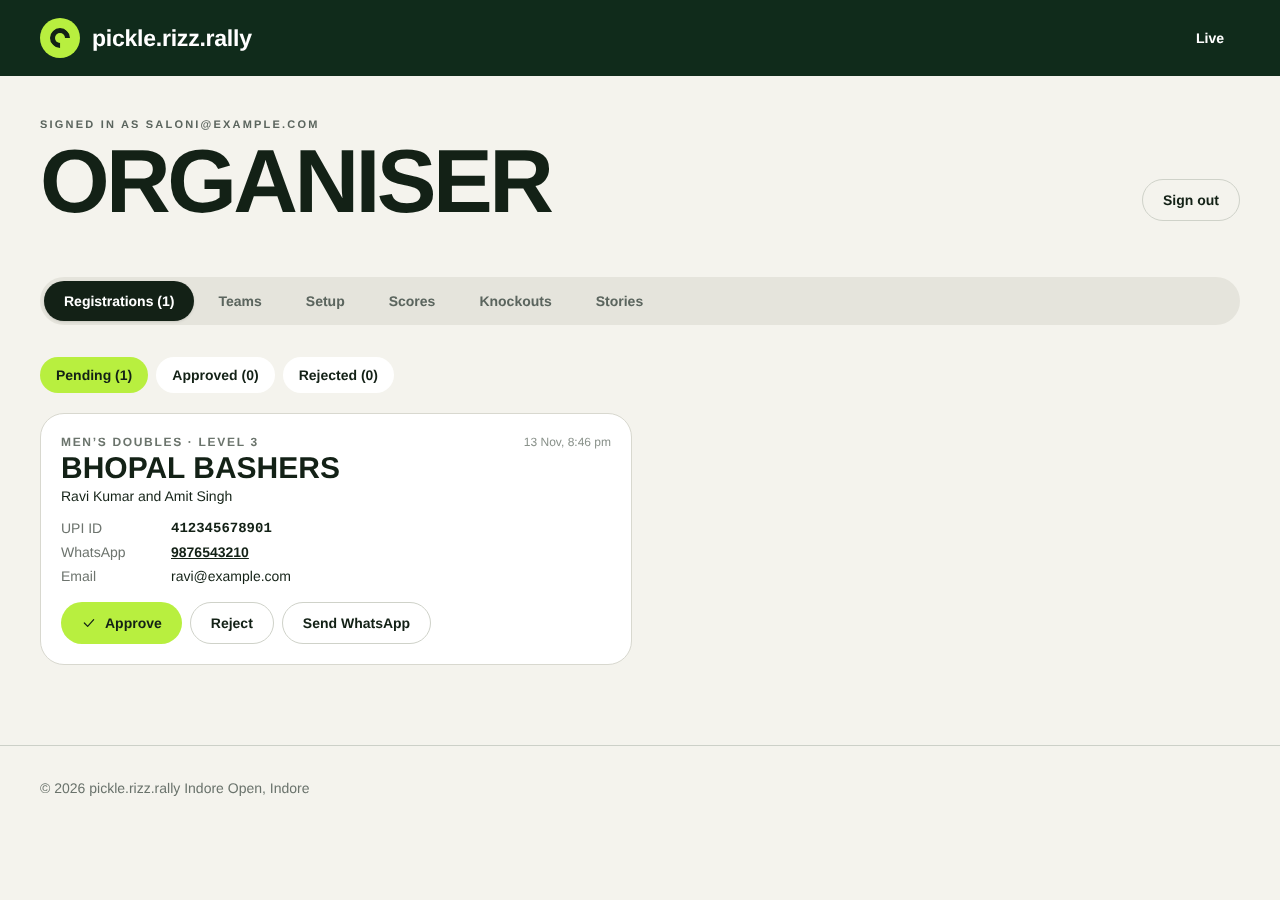 pickle.rizz.rally
Live
SIGNED IN AS SALONI@EXAMPLE.COM
ORGANISER
Sign out
Registrations (1) Teams Setup Scores Knockouts Stories
Pending (1) Approved (0) Rejected (0)
MEN'S DOUBLES · LEVEL 3 13 Nov, 8:46 pm
BHOPAL BASHERS
Ravi Kumar and Amit Singh
UPI ID 412345678901
WhatsApp 9876543210
Email ravi@example.com
Approve Reject Send WhatsApp
© 2026 pickle.rizz.rally Indore Open, Indore